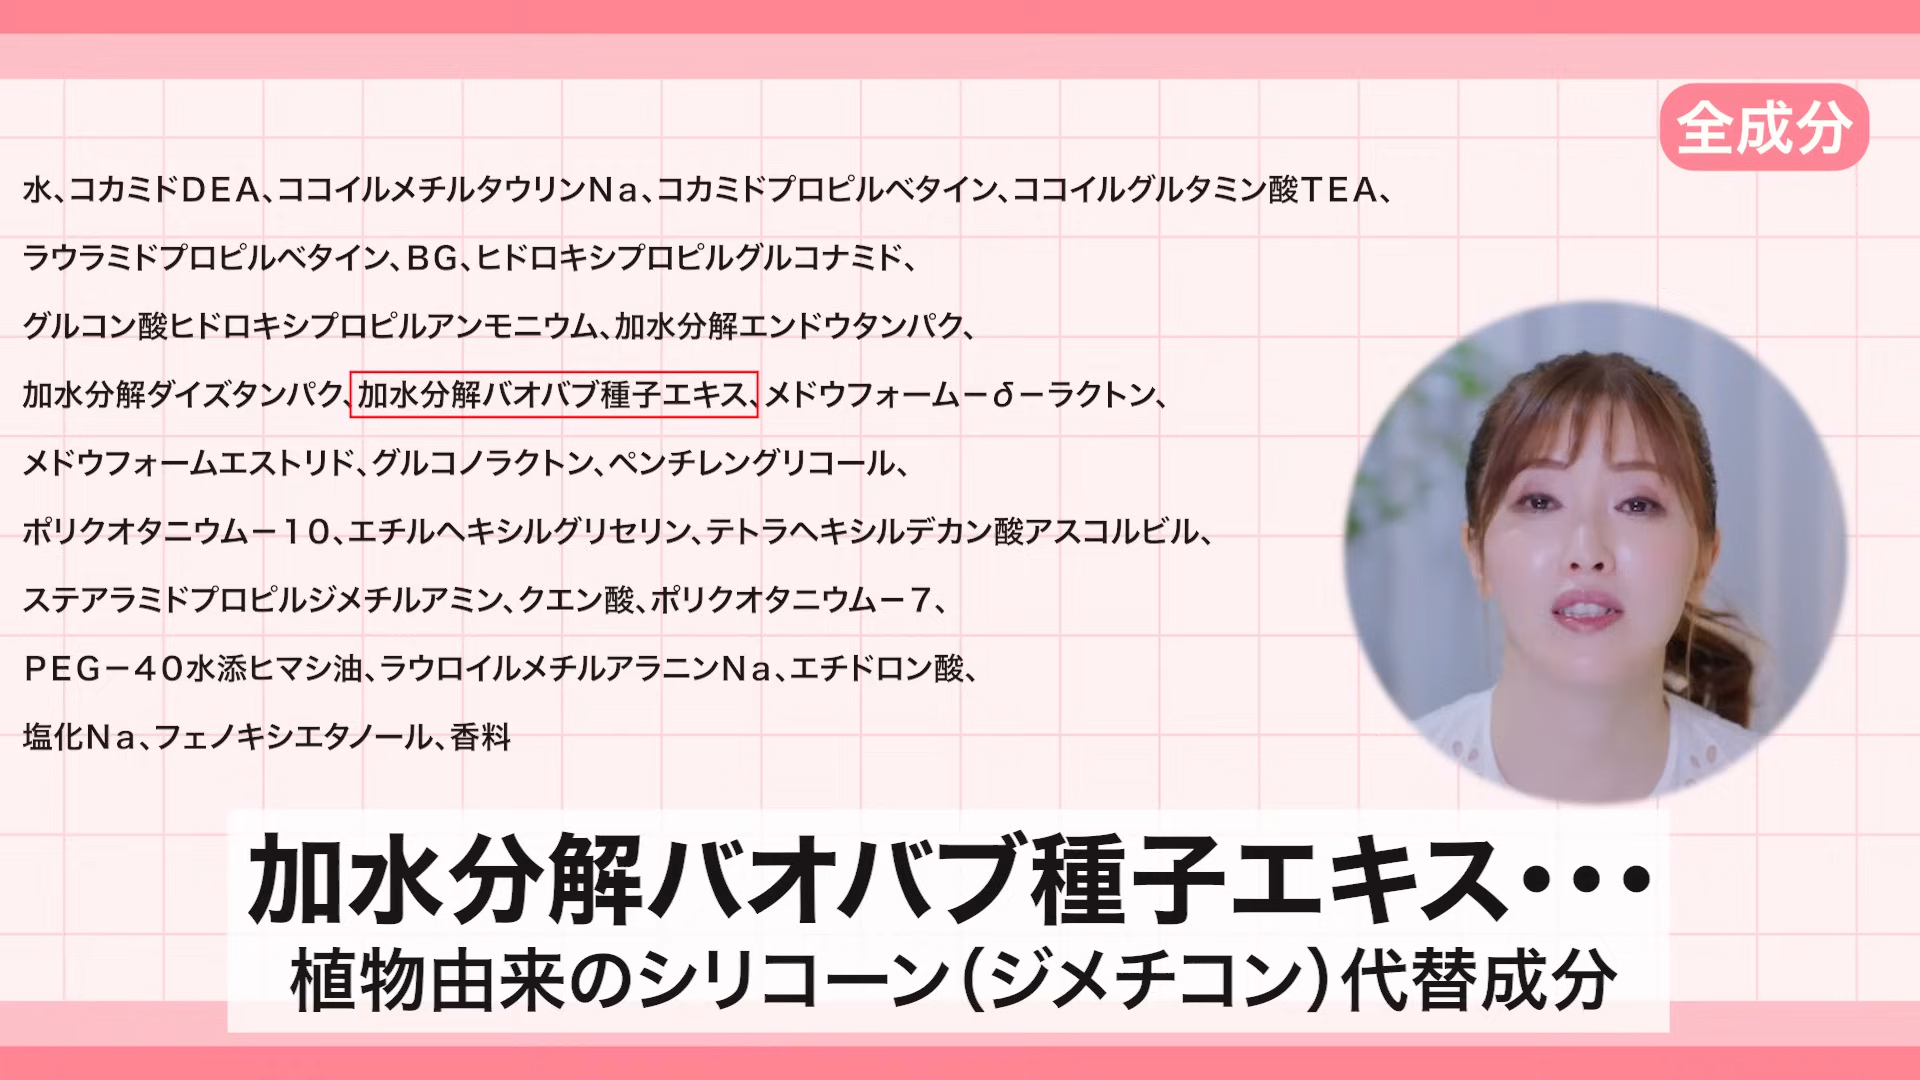 全成分
水、コカミドDEA、ココイルメチルタウリンNa、コカミドプロピルベタイン、ココイルグルタミン酸TEA、
ラウラミドプロピルベタイン、BG、ヒドロキシプロピルグルコナミド、
グルコン酸ヒドロキシプロピルアンモニウム、加水分解エンドウタンパク、
加水分解ダイズタンパク、加水分解バオバブ種子エキス、メドウフォーム－δ－ラクトン、
メドウフォームエストリド、グルコノラクトン、ペンチレングリコール、
ポリクオタニウム－10、エチルヘキシルグリセリン、テトラヘキシルデカン酸アスコルビル、
ステアラミドプロピルジメチルアミン、クエン酸、ポリクオタニウム－7、
PEG－40水添ヒマシ油、ラウロイルメチルアラニンNa、エチドロン酸、
塩化Na、フェノキシエタノール、香料
加水分解バオバブ種子エキス・・・
植物由来のシリコーン（ジメチコン）代替成分